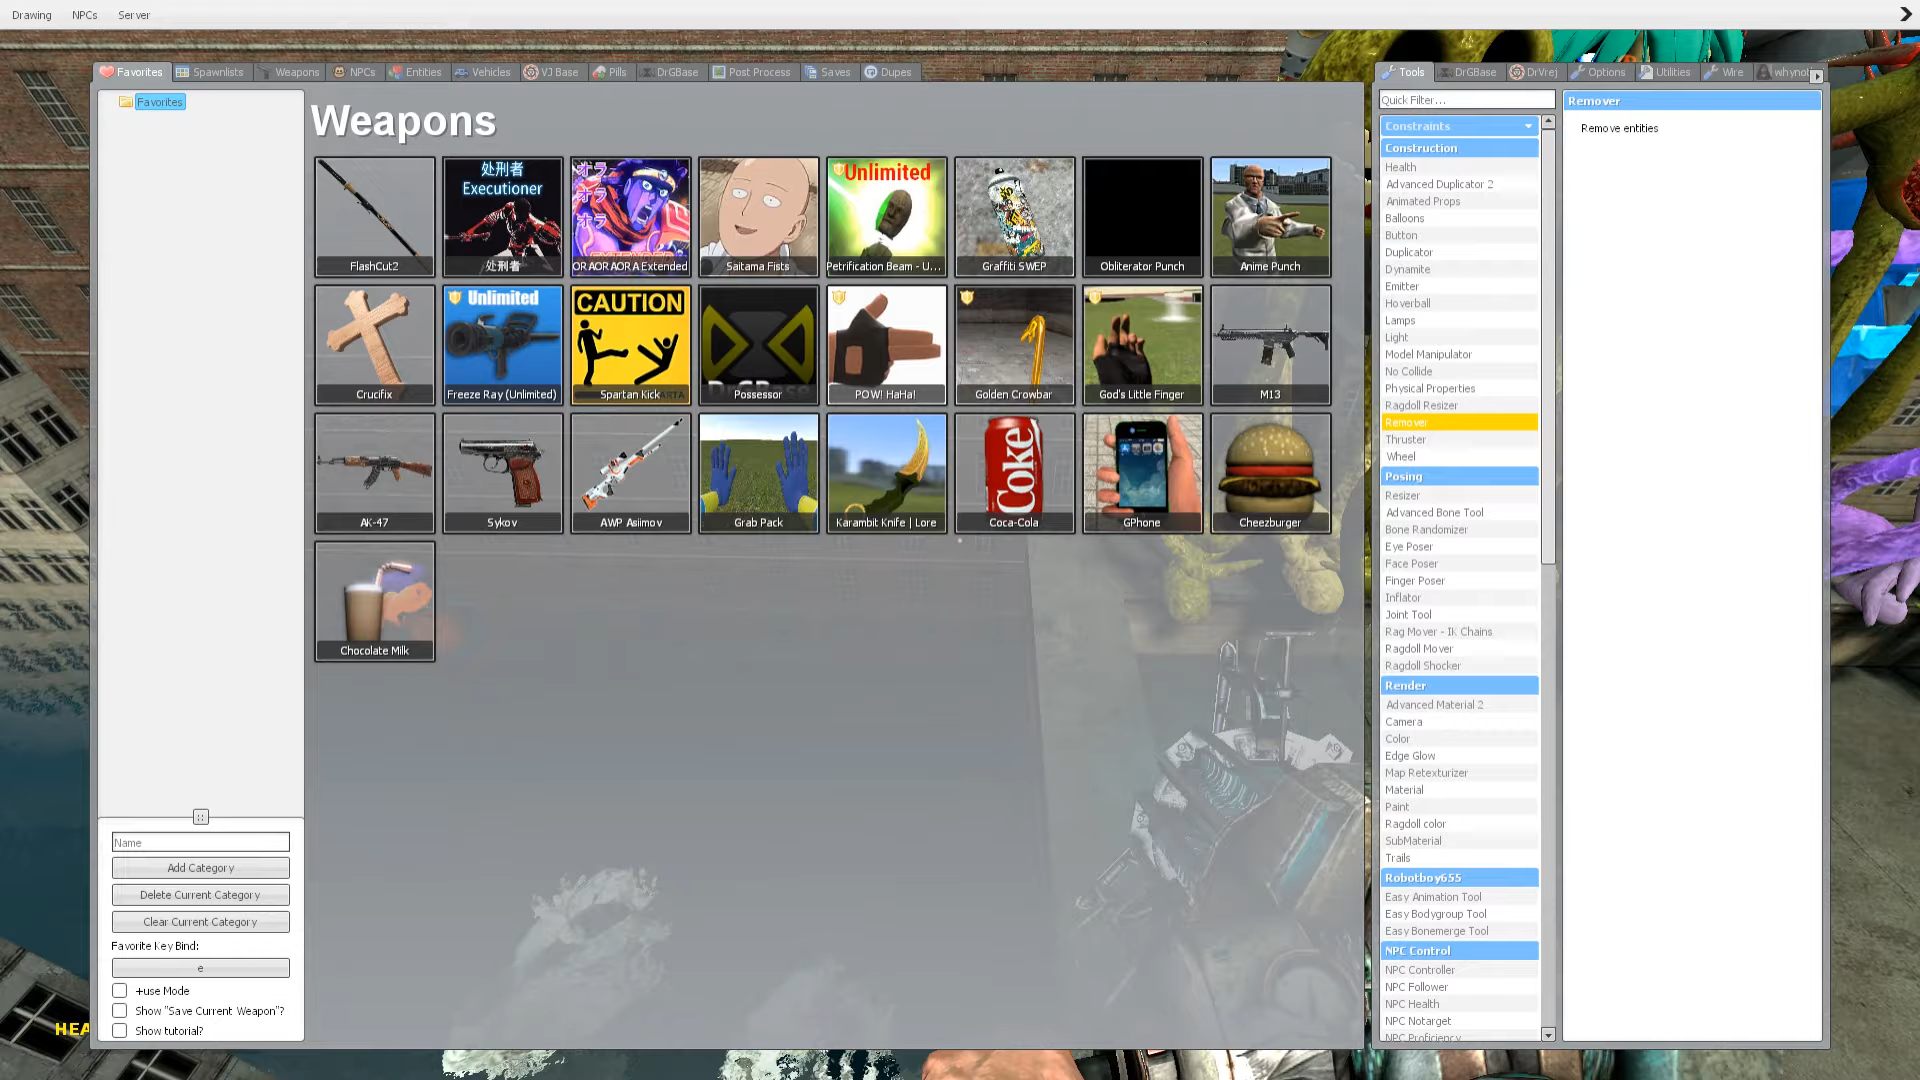 Drawing NPCs Server
Favorites Spawnlists Weapons NPCs Entities Vehicles VJ Base Pills DrGBase Post Process Saves Dupes
Favorites
Weapons
オラ
オラ
オラ
处刑者
Executioner
Unlimited
FlashCut2
处刑者
ORAORAORA Extended
Saitama Fists
Petrification Beam - U...
Graffiti SWEP
Obliterator Punch
Anime Punch
Unlimited
CAUTION
Crucifix
Freeze Ray (Unlimited)
Spartan Kick
Possessor
POW! HaHa!
Golden Crowbar
God's Little Finger
M13
Coke
AK-47
Sykov
AWP Asiimov
Grab Pack
Karambit Knife | Lore
Coca-Cola
GPhone
Cheezburger
Chocolate Milk
Name
Add Category
Delete Current Category
Clear Current Category
Favorite Key Bind:
e
+use Mode
Show "Save Current Weapon"?
Show tutorial?
HEA
Tools DrGBase DrVrej Options Utilities Wire whynot
Quick Filter...
Constraints
Construction
Health
Advanced Duplicator 2
Animated Props
Balloons
Button
Duplicator
Dynamite
Emitter
Hoverball
Lamps
Light
Model Manipulator
No Collide
Physical Properties
Ragdoll Resizer
Remover
Thruster
Wheel
Posing
Resizer
Advanced Bone Tool
Bone Randomizer
Eye Poser
Face Poser
Finger Poser
Inflator
Joint Tool
Rag Mover - IK Chains
Ragdoll Mover
Ragdoll Shocker
Render
Advanced Material 2
Camera
Color
Edge Glow
Map Retexturizer
Material
Paint
Ragdoll color
SubMaterial
Trails
Robotboy655
Easy Animation Tool
Easy Bodygroup Tool
Easy Bonemerge Tool
NPC Control
NPC Controller
NPC Follower
NPC Health
NPC Notarget
NPC Proficiency
Remover
Remove entities